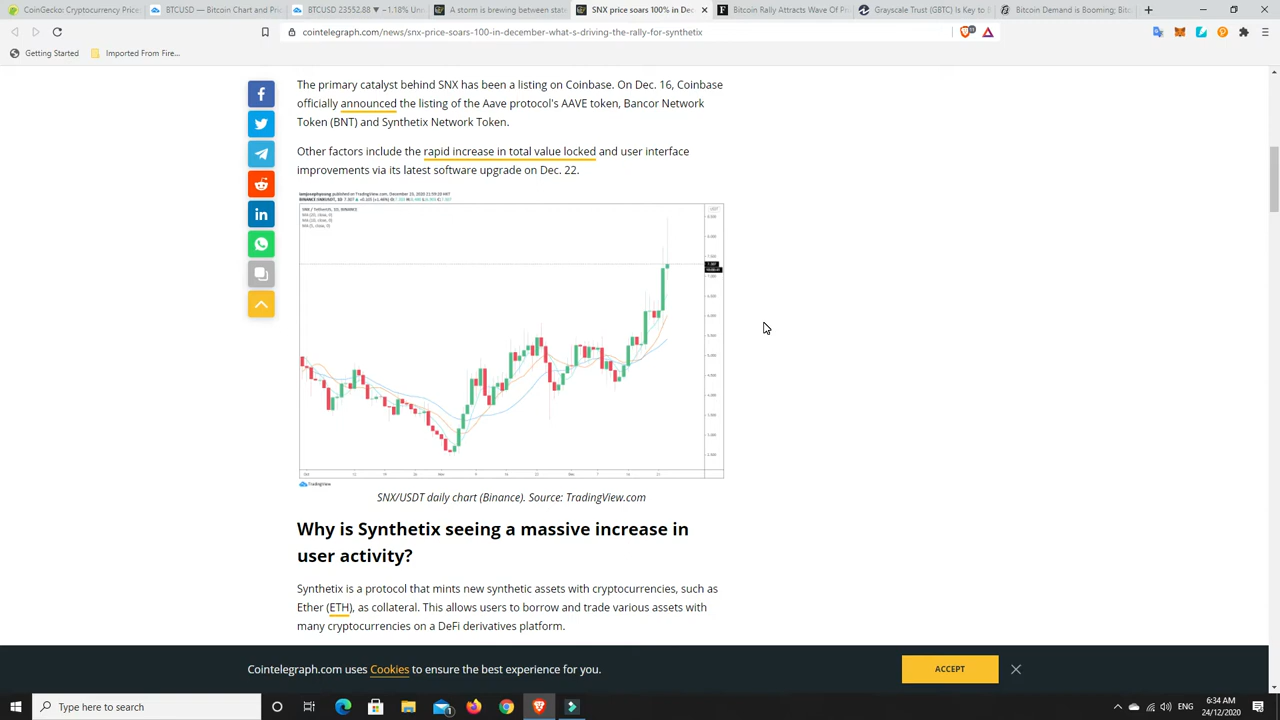 CoinGecko: Cryptocurrency Price
BTCUSD — Bitcoin Chart and Pri
BTCUSD 23552.88 ▼ −1.18% Unn
A storm is brewing between state
SNX price soars 100% in Dec
Bitcoin Rally Attracts Wave Of Pr
Grayscale Trust (GBTC) Is Key to B
Bitcoin Demand is Booming; Bitc
cointelegraph.com/news/snx-price-soars-100-in-december-what-s-driving-the-rally-for-synthetix
Getting Started
Imported From Fire...
The primary catalyst behind SNX has been a listing on Coinbase. On Dec. 16, Coinbase
officially announced the listing of the Aave protocol's AAVE token, Bancor Network
Token (BNT) and Synthetix Network Token.
Other factors include the rapid increase in total value locked and user interface
improvements via its latest software upgrade on Dec. 22.
TradingView
SNX/USDT daily chart (Binance). Source: TradingView.com
Why is Synthetix seeing a massive increase in
user activity?
Synthetix is a protocol that mints new synthetic assets with cryptocurrencies, such as
Ether (ETH), as collateral. This allows users to borrow and trade various assets with
many cryptocurrencies on a DeFi derivatives platform.
Cointelegraph.com uses Cookies to ensure the best experience for you.
ACCEPT
Type here to search
ENG
6:34 AM
24/12/2020